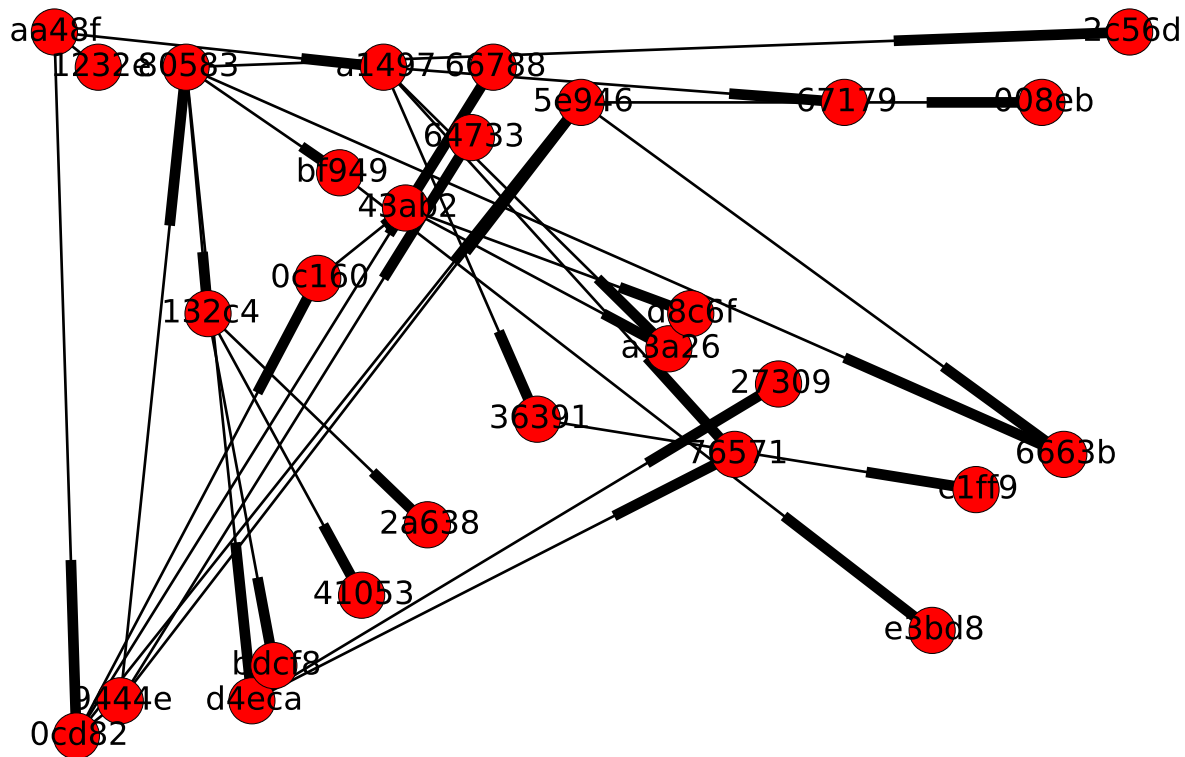 aa48f
2c56d
1232e
80583
a1497
66788
5e946
67179
008eb
64733
bf949
43ab2
0c160
132c4
d8c6f
a3a26
27309
36391
76571
6663b
c1ff9
2a638
41053
e3bd8
bdcf8
9444e
d4eca
0cd82